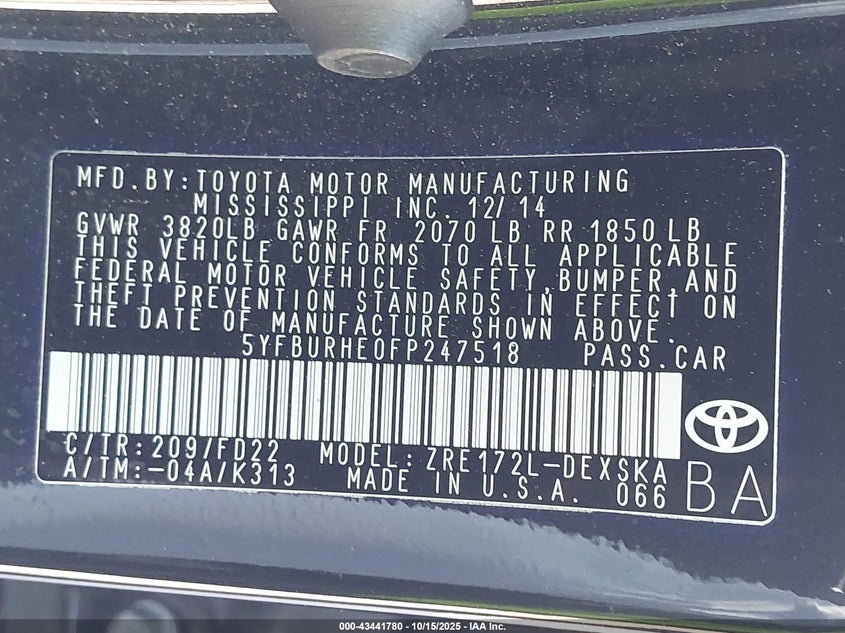 MFD.BY:TOYOTA MOTOR MANUFACTURING
MISSISSIPPI INC. 12/14
GVWR 3820LB GAWR FR 2070 LB RR 1850 LB
THIS VEHICLE CONFORMS TO ALL APPLICABLE
FEDERAL MOTOR VEHICLE SAFETY,BUMPER,AND
THEFT PREVENTION STANDARDS IN EFFECT ON
THE DATE OF MANUFACTURE SHOWN ABOVE.
5YFBURHE0FP247518 PASS.CAR
C/TR:209/FD22 MODEL:ZRE172L-DEXSKA
A/TM:-04A/K313 MADE IN U.S.A. 066 BA
000-43441780 - 10/15/2025 - IAA Inc.